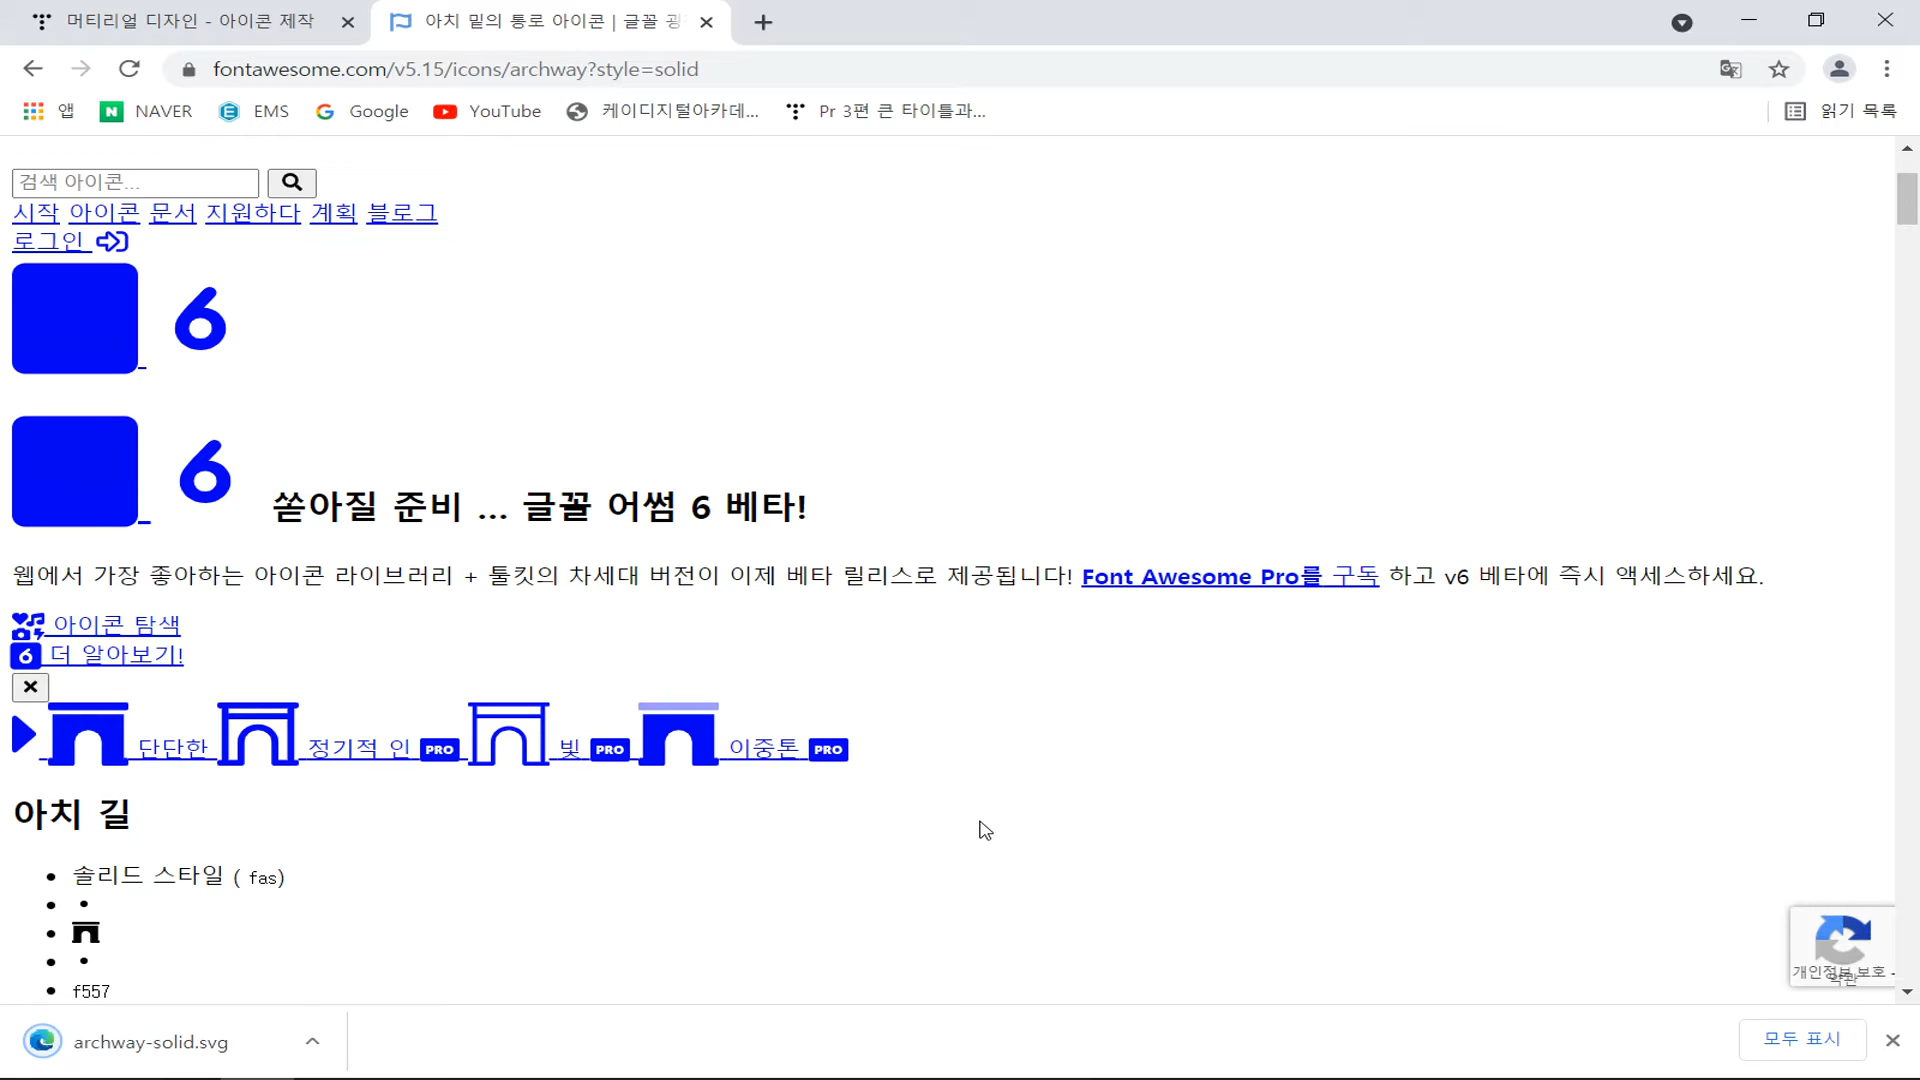 머티리얼 디자인 - 아이콘 제작
아치 밑의 통로 아이콘 | 글꼴 굉
fontawesome.com/v5.15/icons/archway?style=solid
앱 NAVER EMS Google YouTube 케이디지털아카데... Pr 3편 큰 타이틀과... 읽기 목록
검색 아이콘...
시작 아이콘 문서 지원하다 계획 블로그
로그인
6
6 쏟아질 준비 ... 글꼴 어썸 6 베타!
웹에서 가장 좋아하는 아이콘 라이브러리 + 툴킷의 차세대 버전이 이제 베타 릴리스로 제공됩니다! Font Awesome Pro를 구독 하고 v6 베타에 즉시 액세스하세요.
아이콘 탐색
6 더 알아보기!
단단한 정기적 인 PRO 빛 PRO 이중톤 PRO
아치 길
솔리드 스타일 ( fas)
f557
개인정보 보호 -
약관
archway-solid.svg
모두 표시